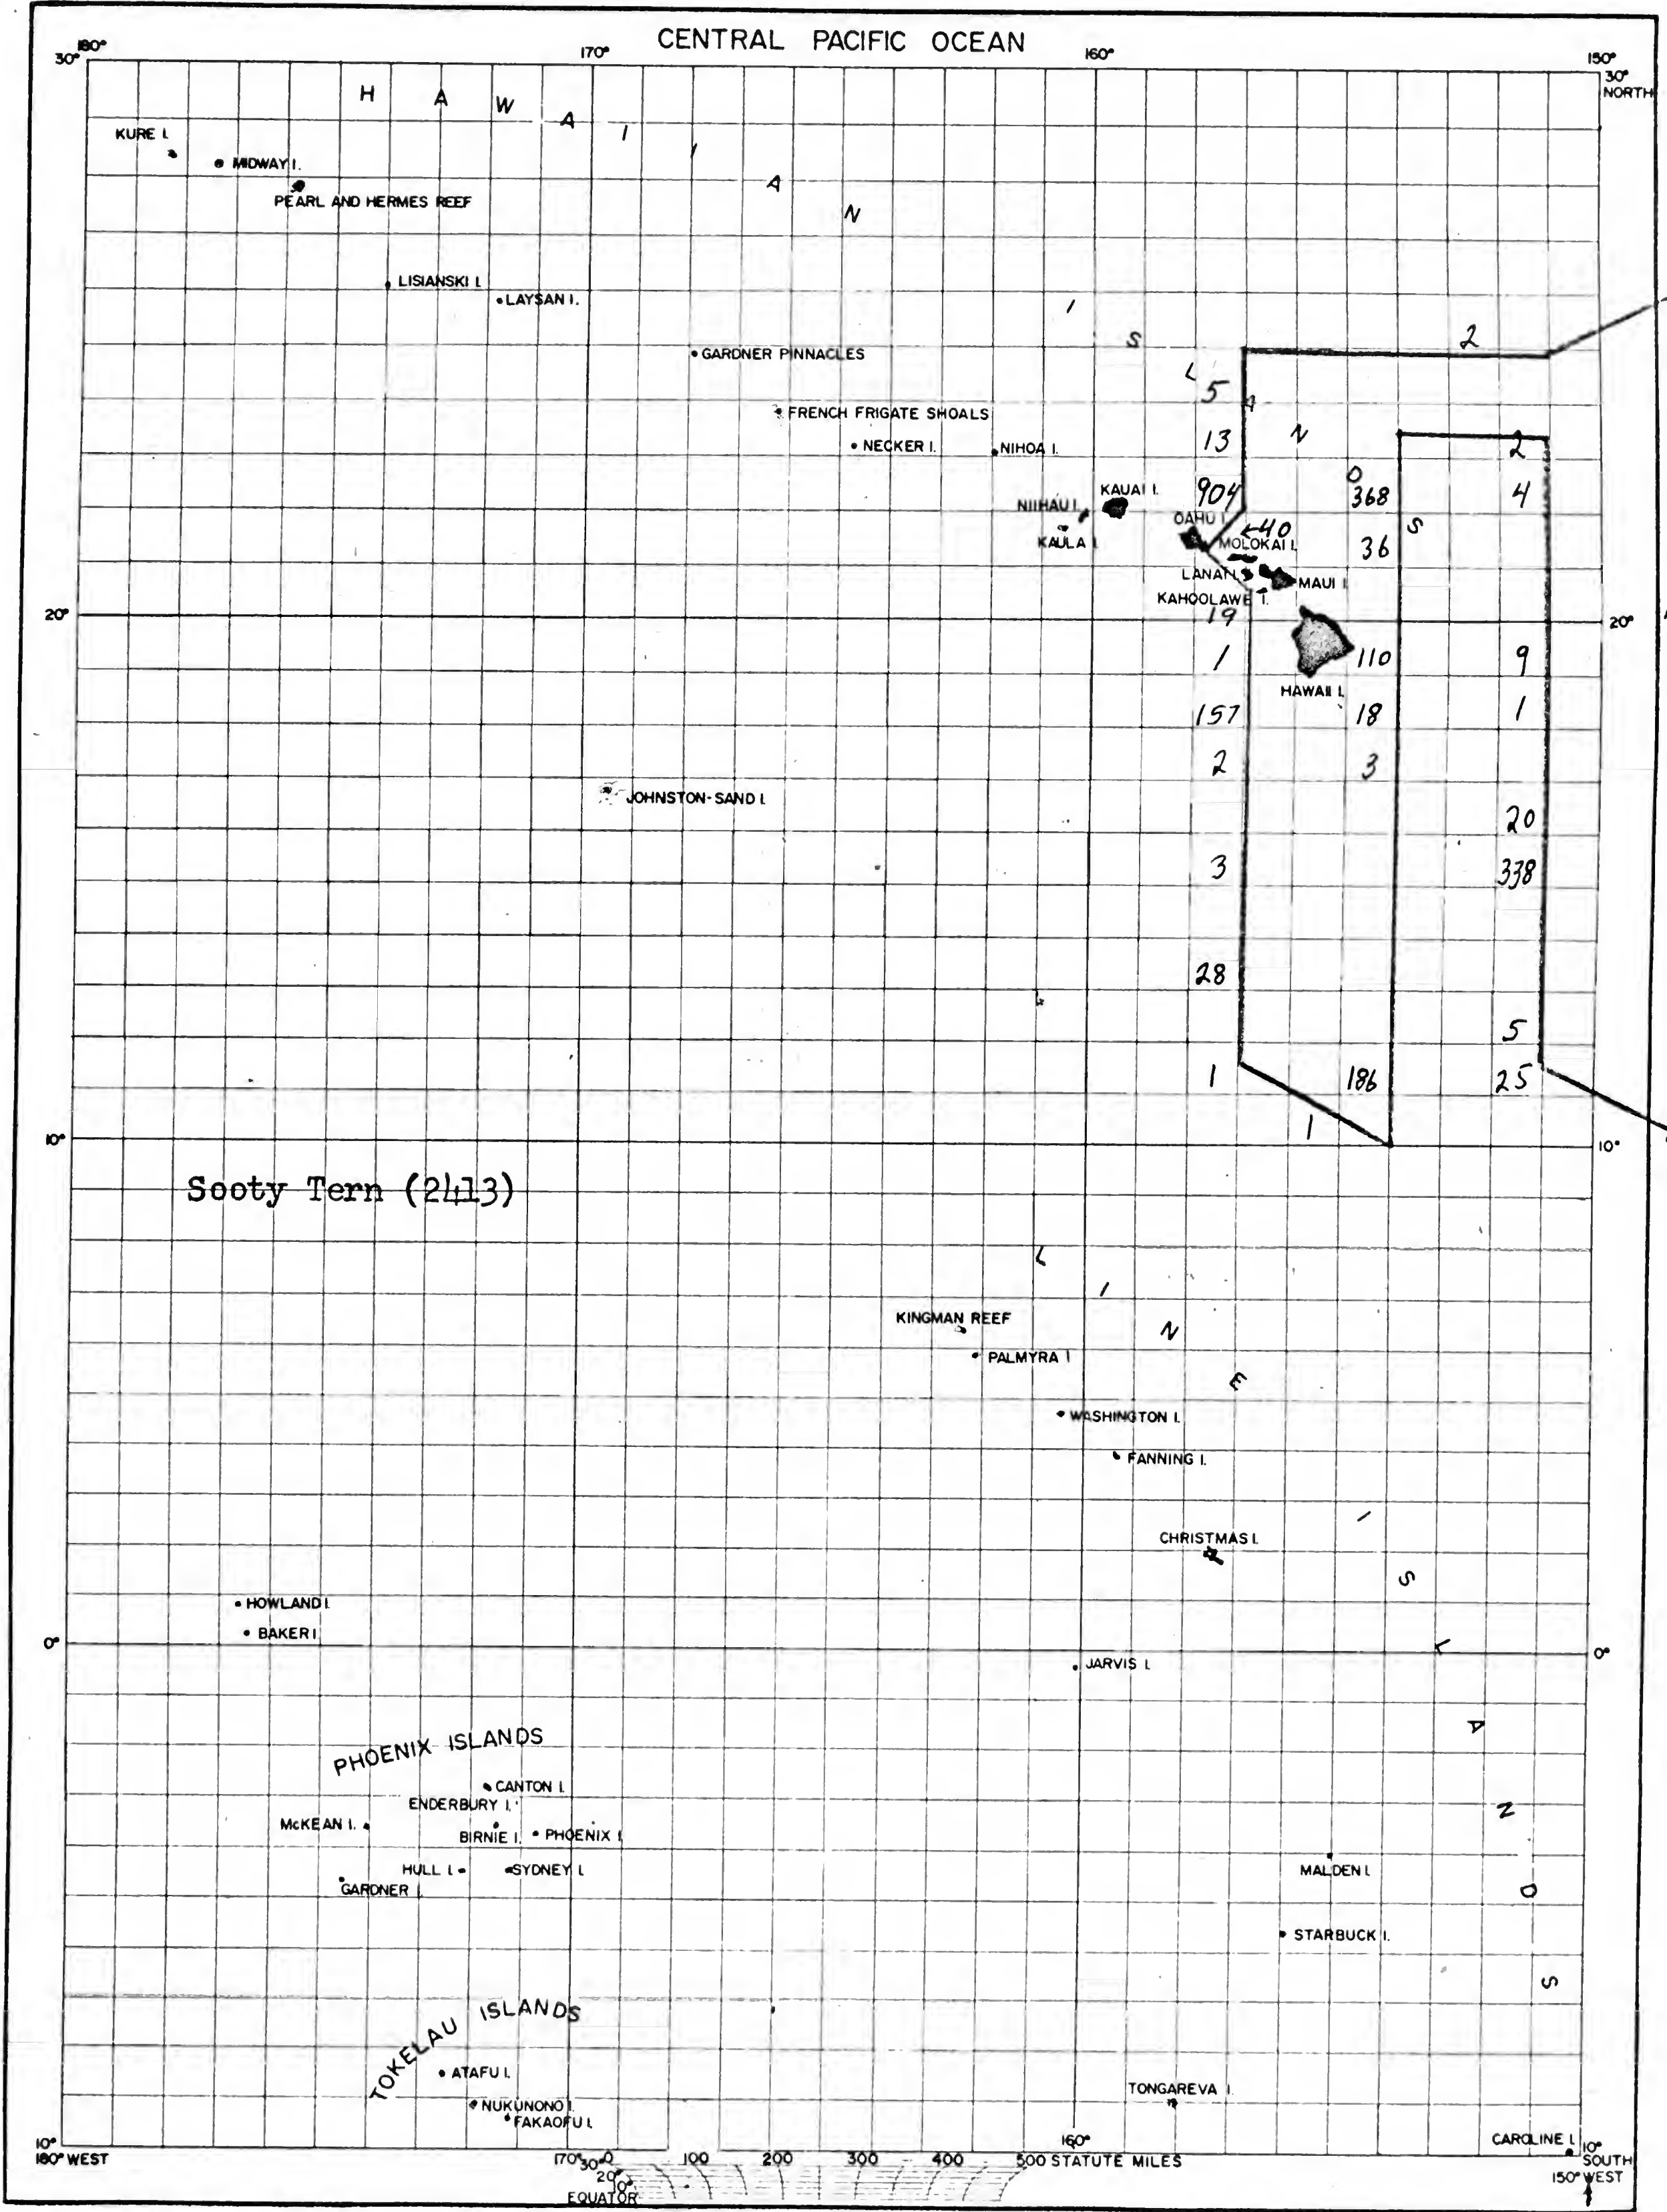 CENTRAL PACIFIC OCEAN
180° 170° 160° 150°
30° 30°
NORTH
H A W A I I A N I S L A N D S
KURE I.
MIDWAY I.
PEARL AND HERMES REEF
LISIANSKI I.
LAYSAN I.
2
GARDNER PINNACLES
5
FRENCH FRIGATE SHOALS
NECKER I.
NIHOA I.
13 2
KAUAI I.
904 368 4
NIIHAU I.
OAHU I.
←40
KAULA I.
MOLOKAI I.
36
LANAI I.
MAUI I.
KAHOOLAWE I.
20° 19 20°
1 110 9
HAWAII I.
157 18 1
2 3
JOHNSTON-SAND I.
20
3 338
28
5
1 186 25
10° 1 10°
Sooty Tern (2413)
L I N E I S L A N D S
KINGMAN REEF
PALMYRA I.
WASHINGTON I.
FANNING I.
CHRISTMAS I.
HOWLAND I.
BAKER I.
0° 0°
JARVIS I.
PHOENIX ISLANDS
CANTON I.
ENDERBURY I.
McKEAN I.
BIRNIE I.
PHOENIX I.
HULL I.
SYDNEY I.
MALDEN I.
GARDNER I.
STARBUCK I.
TOKELAU ISLANDS
ATAFU I.
TONGAREVA I.
NUKUNONO I.
FAKAOFU I.
CAROLINE I.
10° 160° 10°
SOUTH
180° WEST 170° 150° WEST
30° 0 100 200 300 400 500 STATUTE MILES
20°
10°
EQUATOR